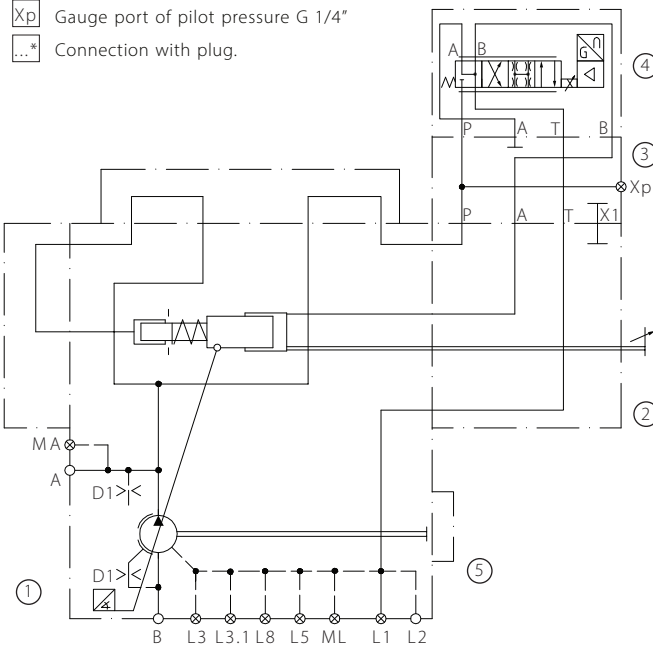 Xp Gauge port of pilot pressure G 1/4"
...* Connection with plug.
A B
G U
4
P A T B
3
Xp
P A T X1
2
MA
A
D1
D1
1
5
B L3 L3.1 L8 L5 ML L1 L2